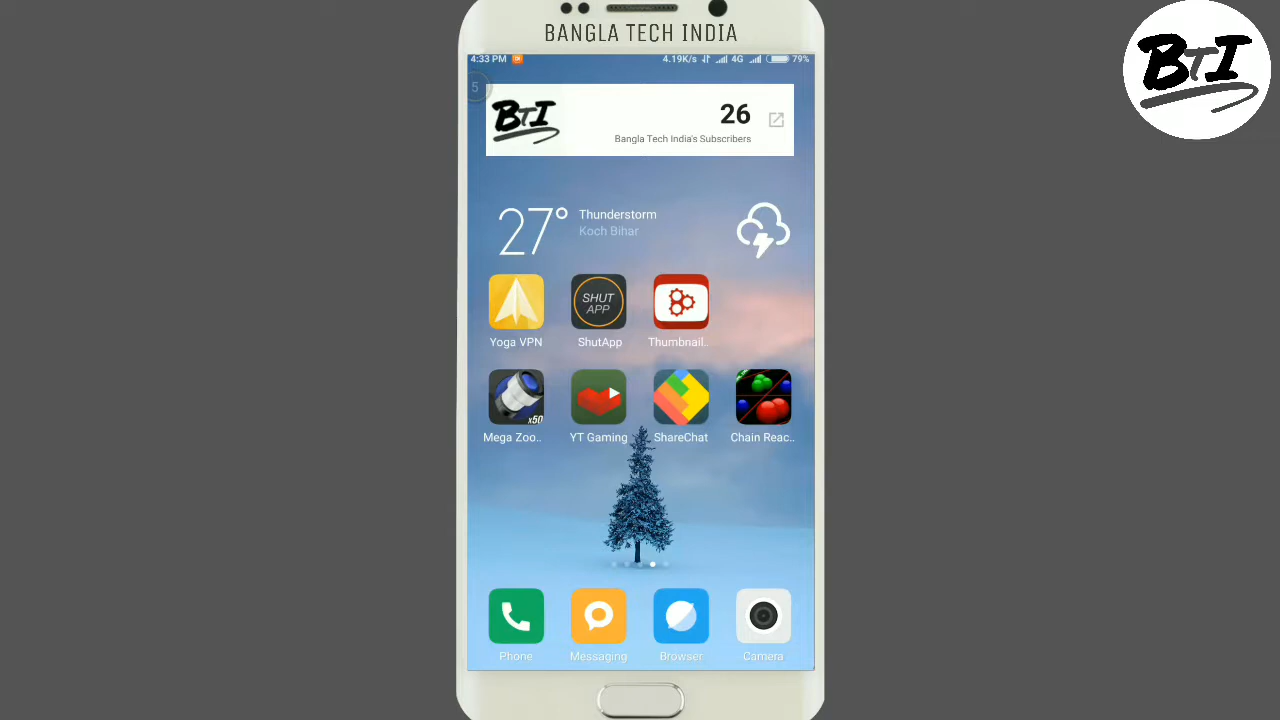 BANGLA TECH INDIA
BTI
4:33 PM 4.19K/s 4G 79%
5
BTI 26
Bangla Tech India's Subscribers
27° Thunderstorm
Koch Bihar
SHUT
APP
Yoga VPN ShutApp Thumbnail..
x50
Mega Zoo.. YT Gaming ShareChat Chain Reac..
Phone Messaging Browser Camera